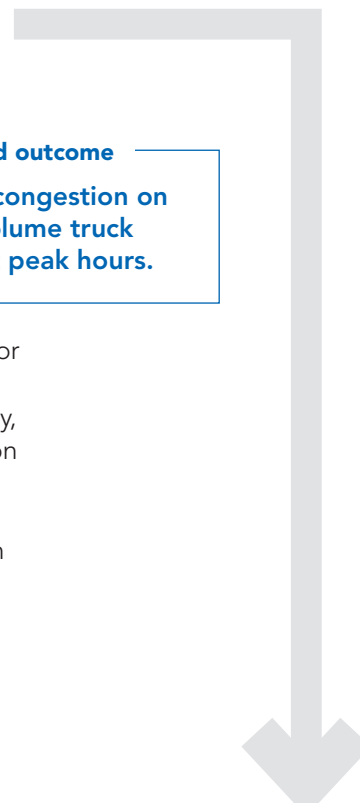 d outcome
congestion on
lume truck
peak hours.
or
y,
on
n